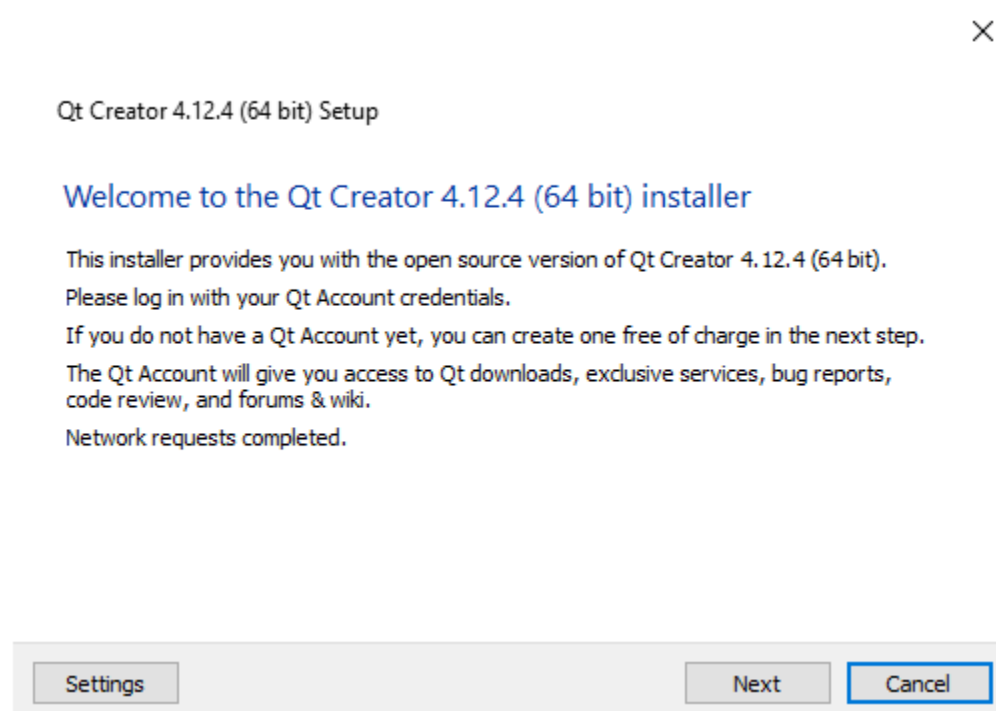 Qt Creator 4.12.4 (64 bit) Setup
Welcome to the Qt Creator 4.12.4 (64 bit) installer
This installer provides you with the open source version of Qt Creator 4.12.4 (64 bit).
Please log in with your Qt Account credentials.
If you do not have a Qt Account yet, you can create one free of charge in the next step.
The Qt Account will give you access to Qt downloads, exclusive services, bug reports,
code review, and forums & wiki.
Network requests completed.
Settings
Next
Cancel